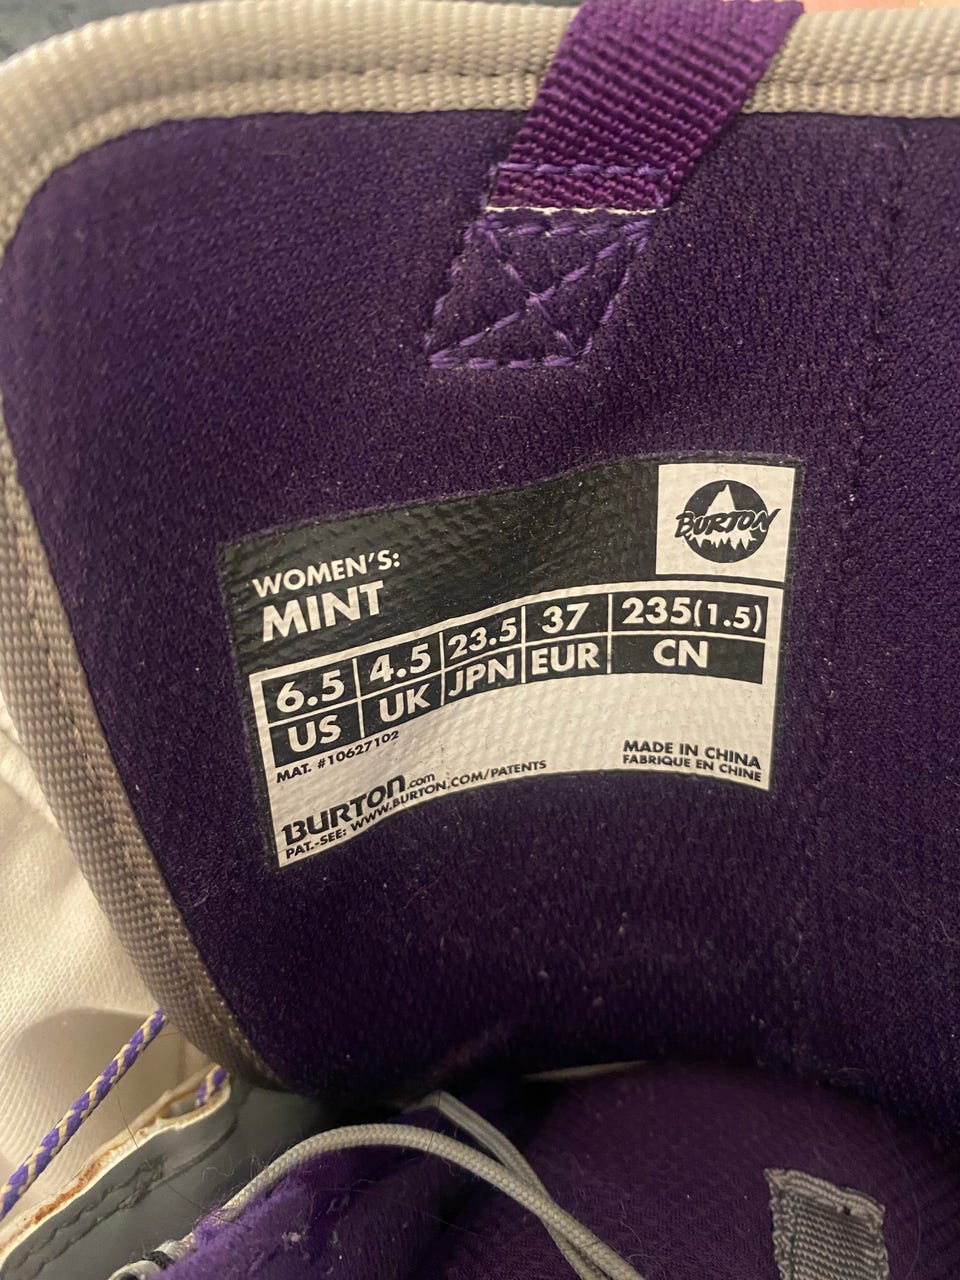 BURTON
WOMEN'S:
MINT
6.5 4.5 23.5 37 235(1.5)
US UK JPN EUR CN
MAT. #10627102
BURTON.com
PAT.-SEE: WWW.BURTON.COM/PATENTS
MADE IN CHINA
FABRIQUE EN CHINE